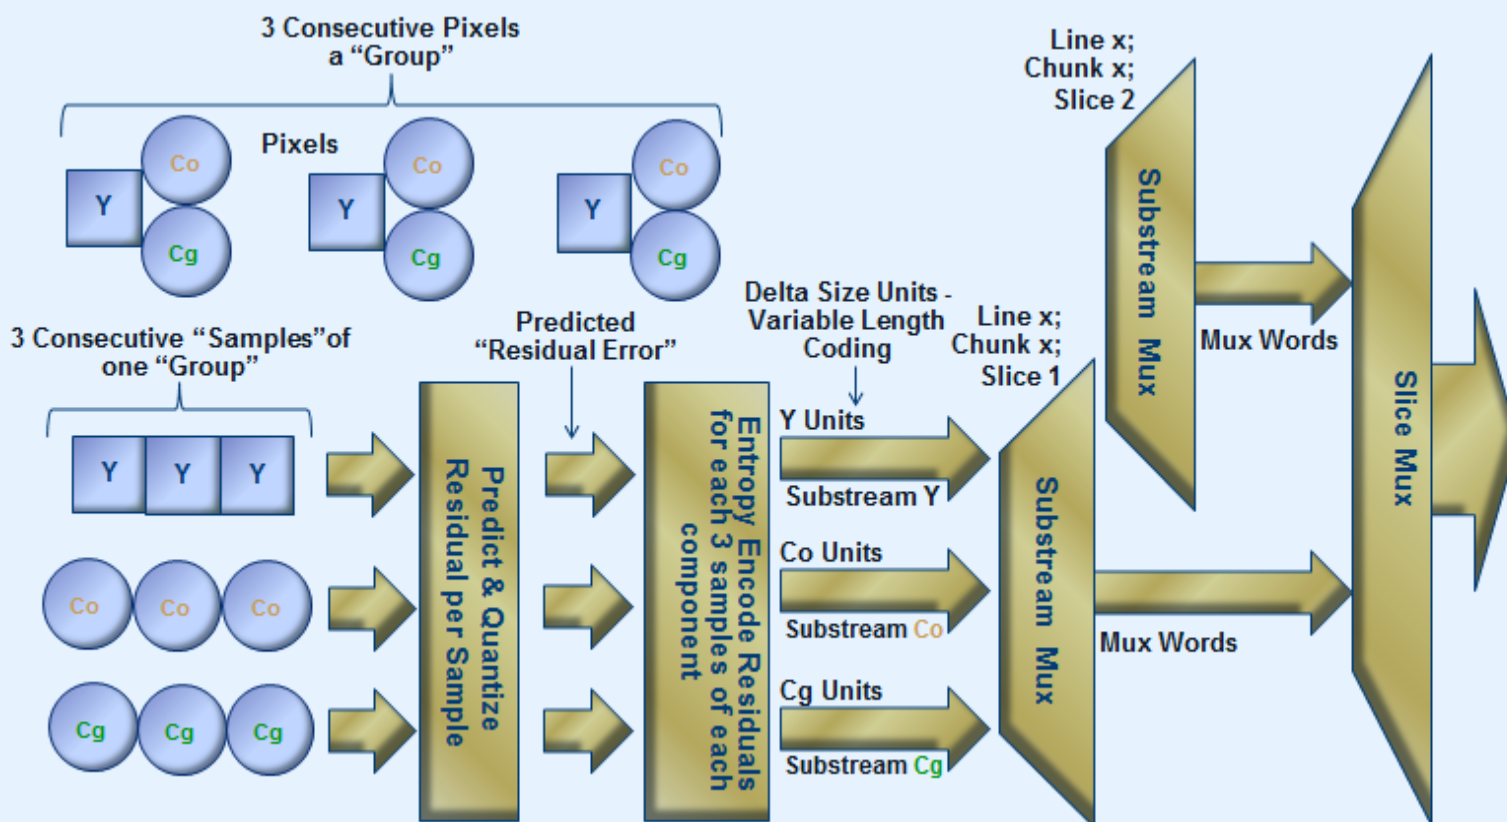 3 Consecutive Pixels
a “Group”
Pixels
Y
Co
Cg
Y
Co
Cg
Y
Co
Cg
3 Consecutive “Samples”of
one “Group”
Y Y Y
Co Co Co
Cg Cg Cg
Predict & Quantize
Residual per Sample
Predicted
“Residual Error”
Entropy Encode Residuals
for each 3 samples of each
component
Delta Size Units -
Variable Length
Coding
Y Units
Substream Y
Co Units
Substream Co
Cg Units
Substream Cg
Line x;
Chunk x;
Slice 1
Substream Mux
Mux Words
Line x;
Chunk x;
Slice 2
Substream Mux
Mux Words
Slice Mux